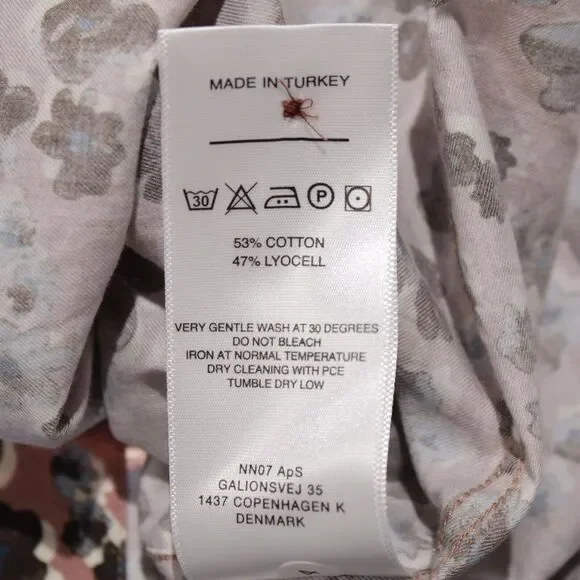 MADE IN TURKEY
30 P
53% COTTON
47% LYOCELL
VERY GENTLE WASH AT 30 DEGREES
DO NOT BLEACH
IRON AT NORMAL TEMPERATURE
DRY CLEANING WITH PCE
TUMBLE DRY LOW
NN07 ApS
GALIONSVEJ 35
1437 COPENHAGEN K
DENMARK